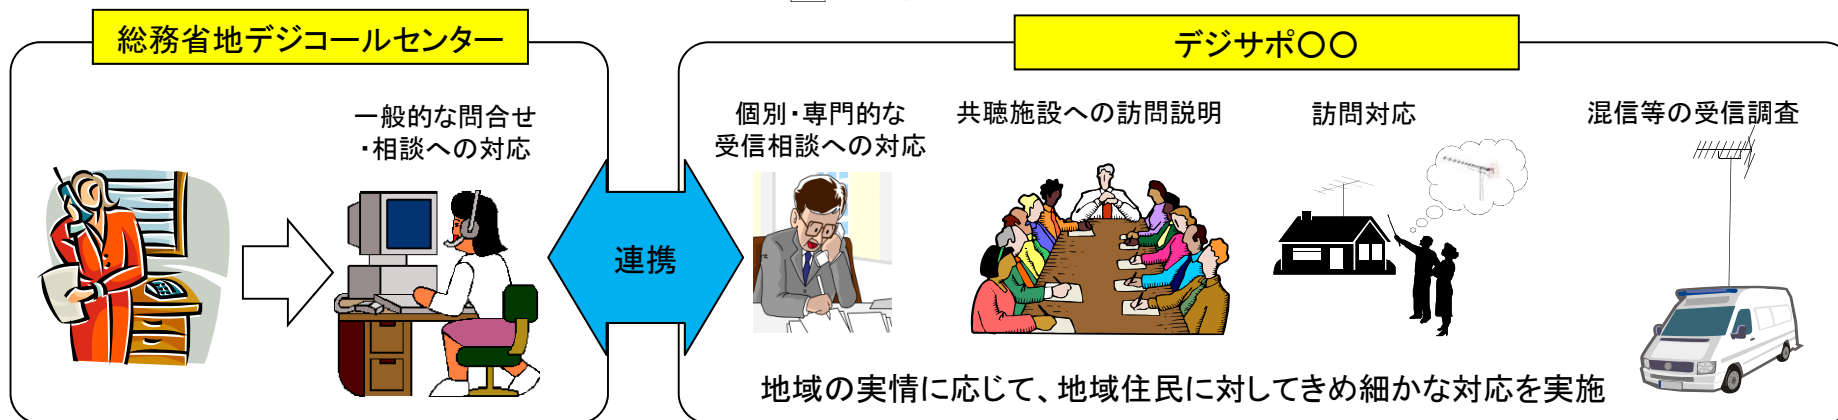 総務省地デジコールセンター
デジサポ〇〇
一般的な問合せ
・相談への対応
連携
個別・専門的な
受信相談への対応
共聴施設への訪問説明
訪問対応
混信等の受信調査
地域の実情に応じて、地域住民に対してきめ細かな対応を実施